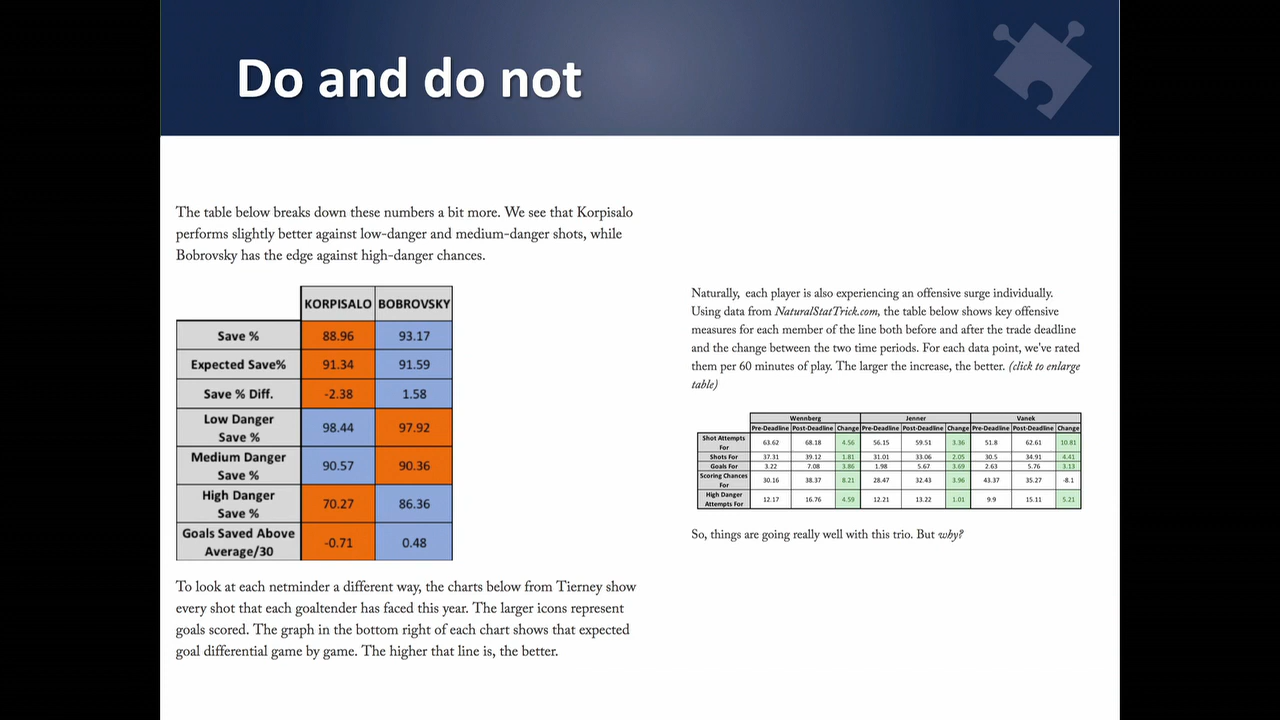 Do and do not
The table below breaks down these numbers a bit more. We see that Korpisalo
performs slightly better against low-danger and medium-danger shots, while
Bobrovsky has the edge against high-danger chances.
KORPISALO BOBROVSKY
Save % 88.96 93.17
Expected Save% 91.34 91.59
Save % Diff. -2.38 1.58
Low Danger
Save % 98.44 97.92
Medium Danger
Save % 90.57 90.36
High Danger
Save % 70.27 86.36
Goals Saved Above
Average/30 -0.71 0.48
To look at each netminder a different way, the charts below from Tierney show
every shot that each goaltender has faced this year. The larger icons represent
goals scored. The graph in the bottom right of each chart shows that expected
goal differential game by game. The higher that line is, the better.
Naturally, each player is also experiencing an offensive surge individually.
Using data from NaturalStatTrick.com, the table below shows key offensive
measures for each member of the line both before and after the trade deadline
and the change between the two time periods. For each data point, we've rated
them per 60 minutes of play. The larger the increase, the better. (click to enlarge
table)
Wennberg Jenner Vanek
Pre-Deadline Post-Deadline Change Pre-Deadline Post-Deadline Change Pre-Deadline Post-Deadline Change
Shot Attempts
For 63.62 68.18 4.56 56.15 59.51 3.36 51.8 62.61 10.81
Shots For 37.31 39.12 1.81 31.01 33.06 2.05 30.5 34.91 4.41
Goals For 3.22 7.08 3.86 1.98 5.67 3.69 2.63 5.76 3.13
Scoring Chances
For 30.16 38.37 8.21 28.47 32.43 3.96 43.37 35.27 -8.1
High Danger
Attempts For 12.17 16.76 4.59 12.21 13.22 1.01 9.9 15.11 5.21
So, things are going really well with this trio. But why?